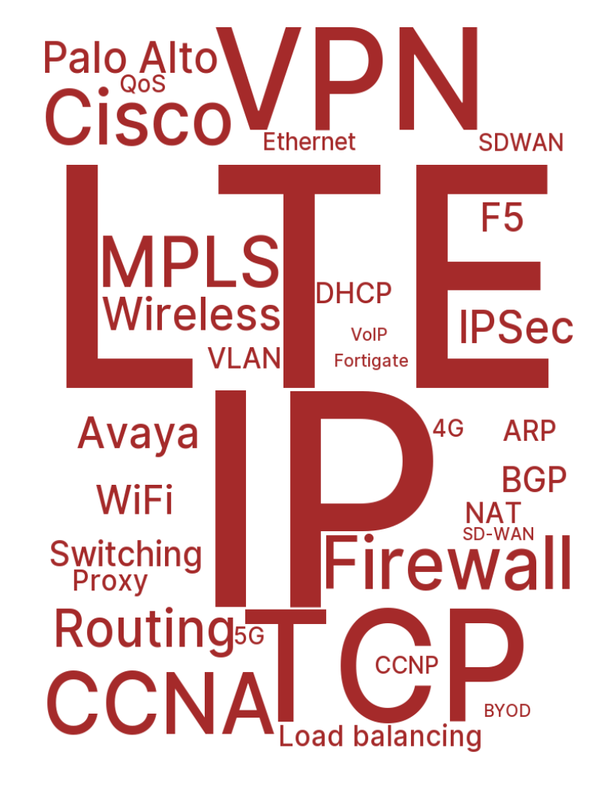 VPN
Palo Alto
QoS
Cisco
Ethernet
SDWAN
LTE
F5
MPLS
DHCP
Wireless
IPSec
VoIP
VLAN
Fortigate
IP
Avaya
4G
ARP
BGP
WiFi
NAT
SD-WAN
Switching
Firewall
Proxy
Routing
5G
TCP
CCNP
CCNA
BYOD
Load balancing